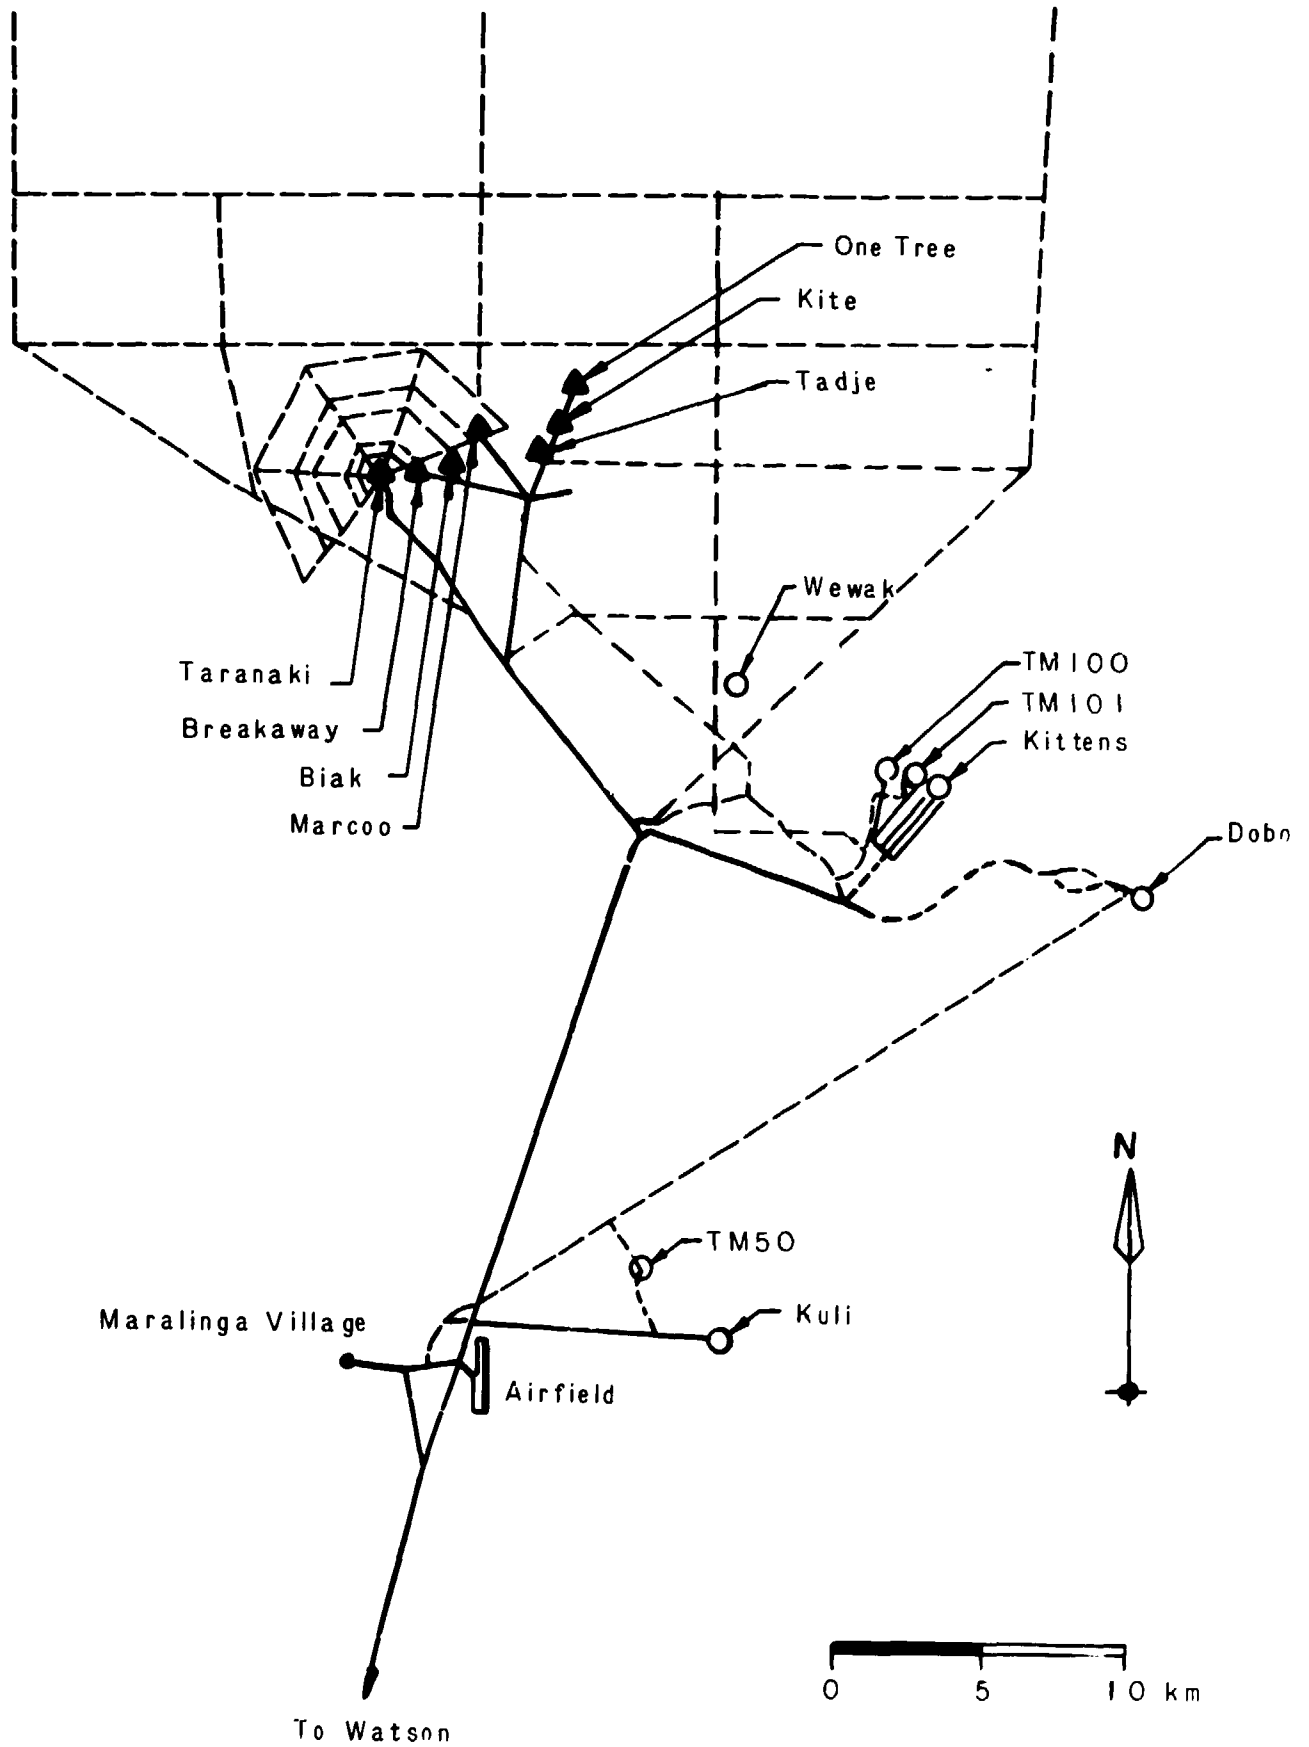 One Tree
Kite
Tadje
Wewak
Taranaki
Breakaway
Biak
Marcoo
TM100
TM101
Kittens
Dobo
N
TM50
Kuli
Maralinga Village
Airfield
0 5 10 km
To Watson